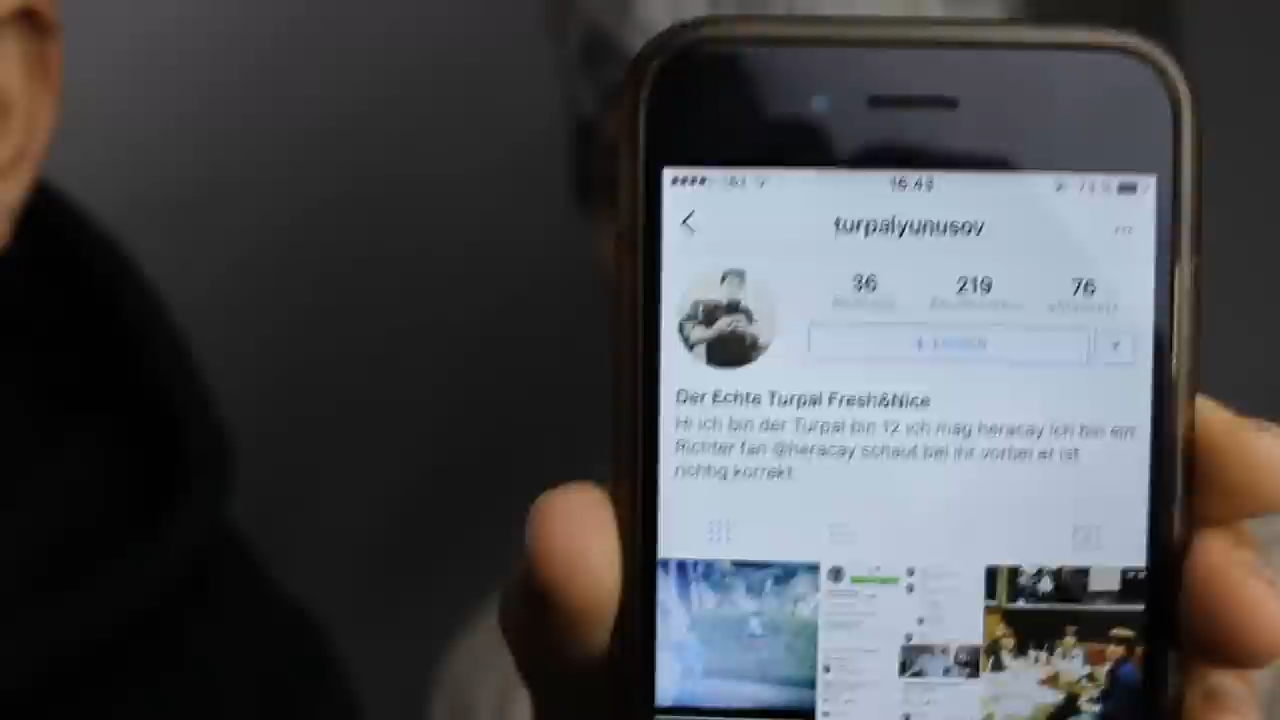 16:43
turpalyunusov
36 219 76
Der Echte Turpal Fresh&Nice
Hi ich bin der Turpal bin 12 ich mag heracay ich bin ein
Richter fan @heracay schaut bei ihr vorbei er ist
richtig korrekt